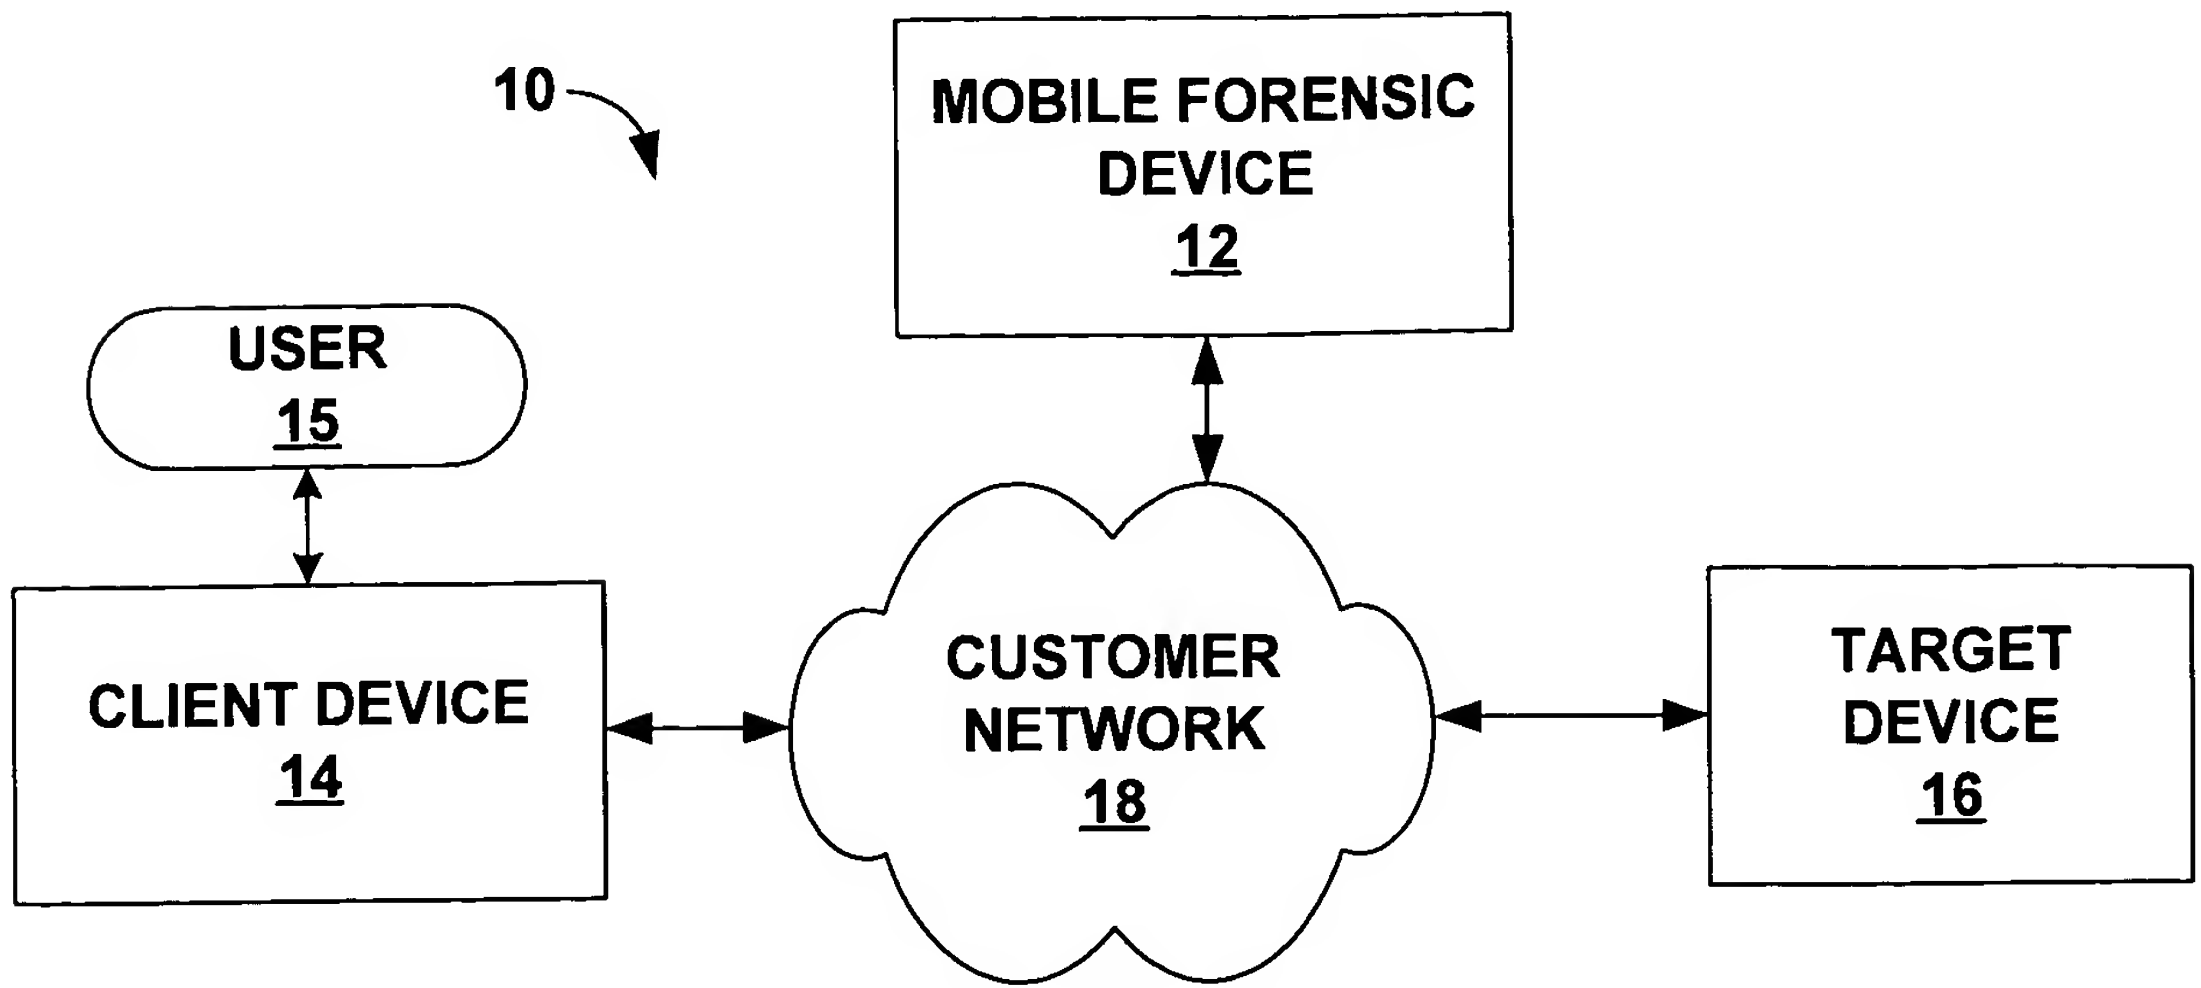 10
MOBILE FORENSIC
DEVICE
12
USER
15
CLIENT DEVICE
14
CUSTOMER
NETWORK
18
TARGET
DEVICE
16